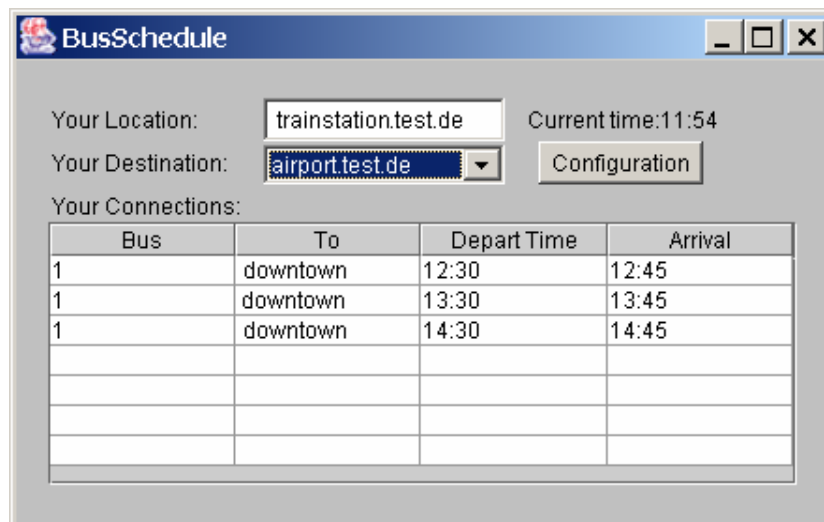 BusSchedule
Your Location: trainstation.test.de Current time:11:54
Your Destination: airport.test.de Configuration
Your Connections:
Bus To Depart Time Arrival
1 downtown 12:30 12:45
1 downtown 13:30 13:45
1 downtown 14:30 14:45